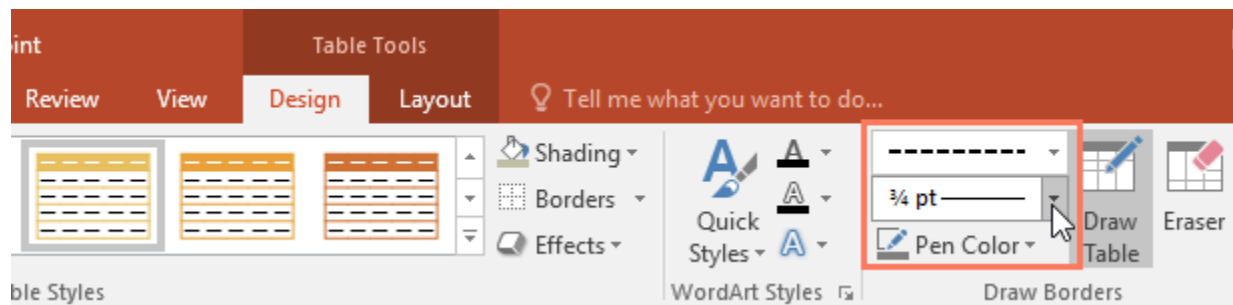 int
Table Tools
Review View Design Layout Tell me what you want to do...
Shading
Borders
Effects
Quick
Styles
¾ pt
Pen Color
Draw
Table
Eraser
ble Styles
WordArt Styles
Draw Borders